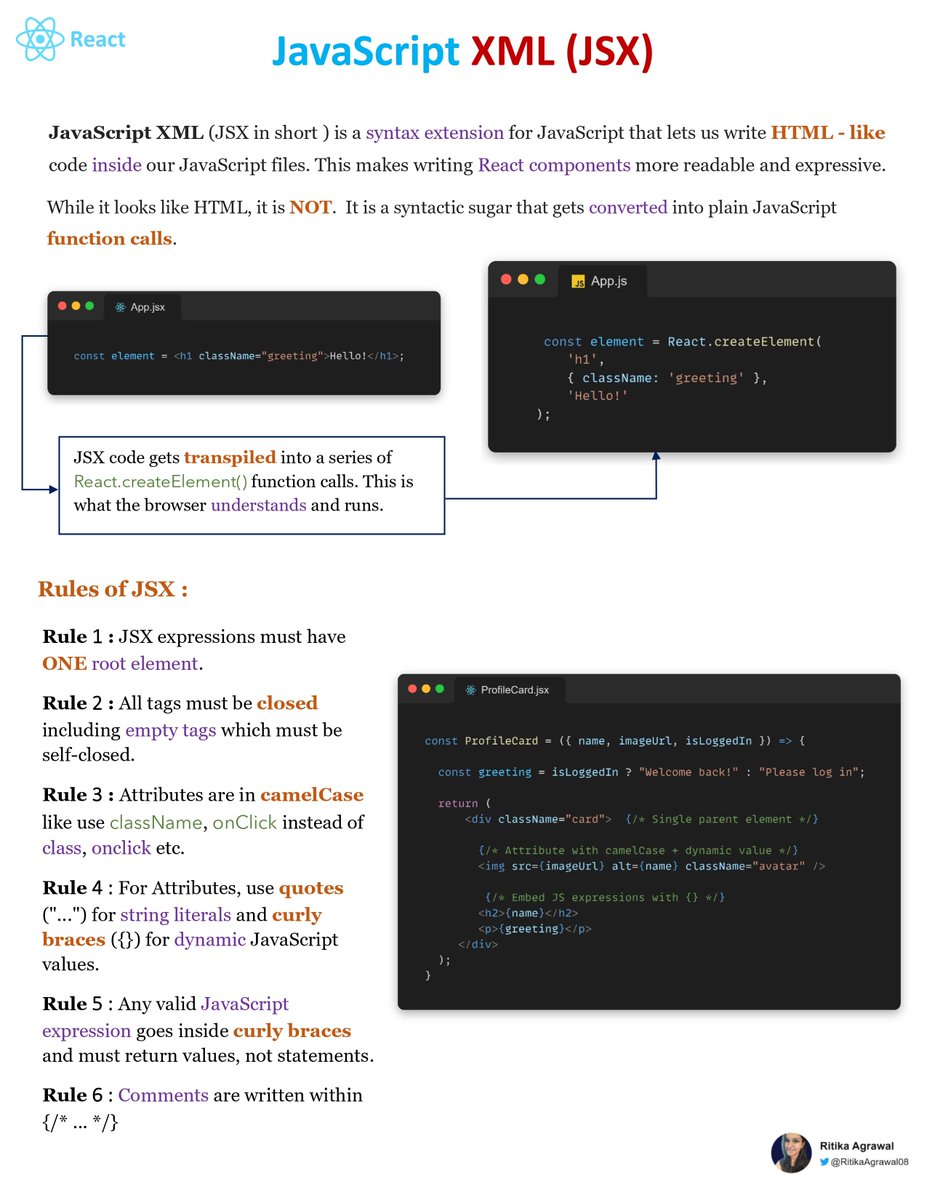 React
JavaScript XML (JSX)
JavaScript XML (JSX in short ) is a syntax extension for JavaScript that lets us write HTML - like
code inside our JavaScript files. This makes writing React components more readable and expressive.
While it looks like HTML, it is NOT. It is a syntactic sugar that gets converted into plain JavaScript
function calls.
App.jsx
const element = <h1 className="greeting">Hello!</h1>;
App.js
const element = React.createElement(
'h1',
{ className: 'greeting' },
'Hello!'
);
JSX code gets transpiled into a series of
React.createElement() function calls. This is
what the browser understands and runs.
Rules of JSX :
Rule 1 : JSX expressions must have
ONE root element.
Rule 2 : All tags must be closed
including empty tags which must be
self-closed.
Rule 3 : Attributes are in camelCase
like use className, onClick instead of
class, onclick etc.
Rule 4 : For Attributes, use quotes
("...") for string literals and curly
braces ({}) for dynamic JavaScript
values.
Rule 5 : Any valid JavaScript
expression goes inside curly braces
and must return values, not statements.
Rule 6 : Comments are written within
{/* ... */}
ProfileCard.jsx
const ProfileCard = ({ name, imageUrl, isLoggedIn }) => {
const greeting = isLoggedIn ? "Welcome back!" : "Please log in";
return (
<div className="card"> {/* Single parent element */}
{/* Attribute with camelCase + dynamic value */}
<img src={imageUrl} alt={name} className="avatar" />
{/* Embed JS expressions with {} */}
<h2>{name}</h2>
<p>{greeting}</p>
</div>
);
}
Ritika Agrawal
@RitikaAgrawal08